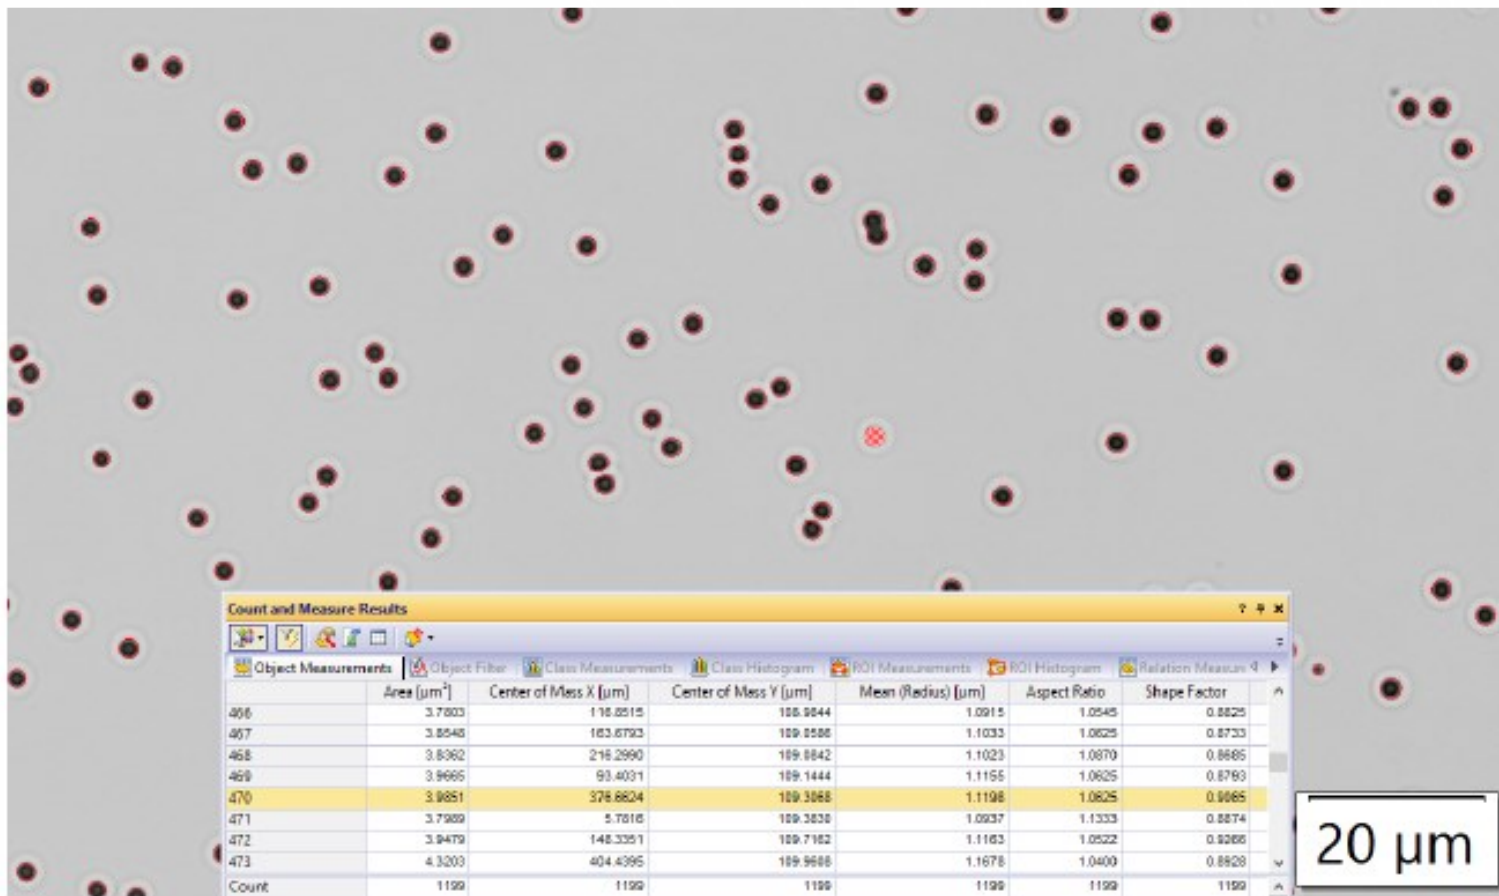 Count and Measure Results
Object Measurements Object Filter Class Measurements Class Histogram ROI Measurements ROI Histogram Relation Measure
Area [µm²] Center of Mass X [µm] Center of Mass Y [µm] Mean (Radius) [µm] Aspect Ratio Shape Factor
466 3.7803 116.8515 108.9844 1.0915 1.0545 0.8825
467 3.8548 163.6793 109.0586 1.1033 1.0625 0.8733
468 3.8362 216.2990 109.0842 1.1023 1.0870 0.8685
469 3.9665 93.4031 109.1444 1.1155 1.0625 0.8793
470 3.9851 376.6624 109.3068 1.1198 1.0625 0.9065
471 3.7989 5.7816 109.3830 1.0937 1.1333 0.8874
472 3.9479 148.3351 109.7162 1.1163 1.0522 0.9266
473 4.3203 404.4395 109.9608 1.1678 1.0400 0.8928
Count 1199 1199 1199 1199 1199 1199
20 µm